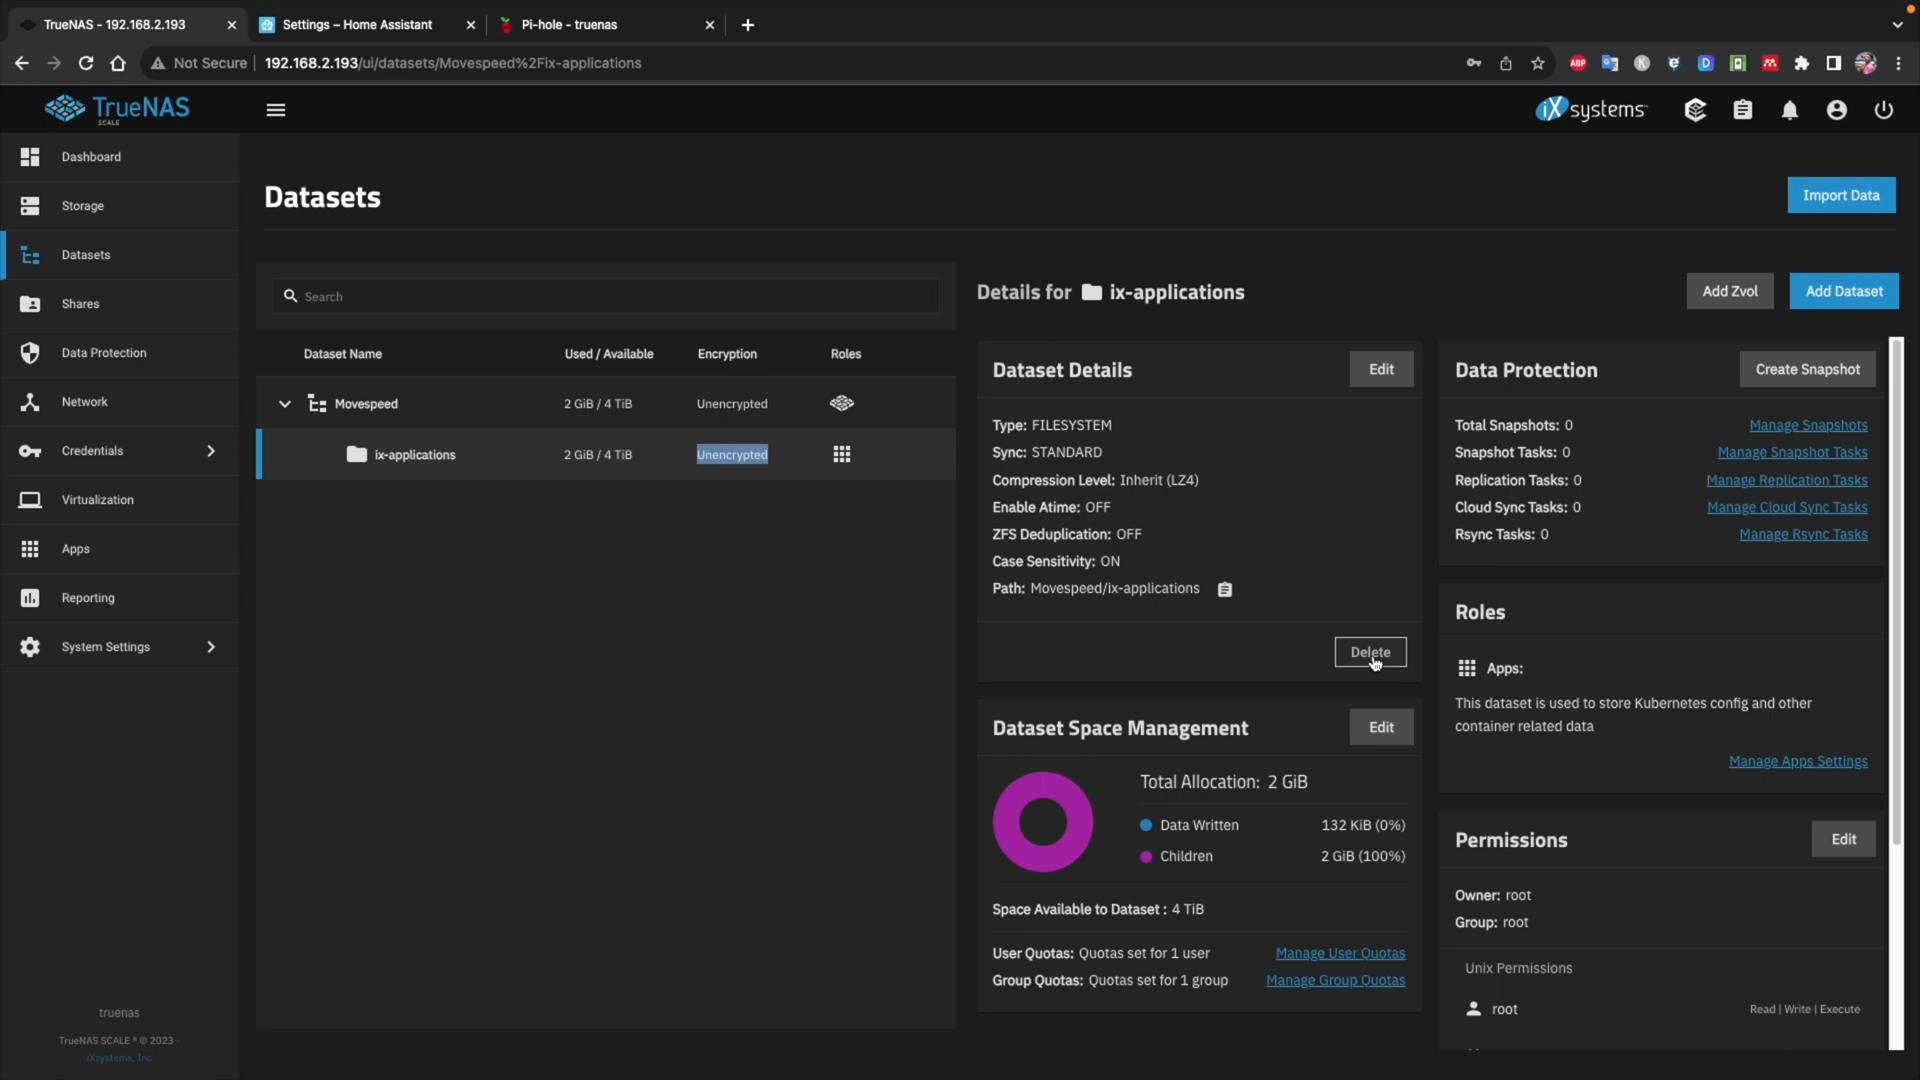 TrueNAS - 192.168.2.193
Settings – Home Assistant
Pi-hole - truenas
Not Secure
192.168.2.193/ui/datasets/Movespeed%2Fix-applications
ABP
K
D
TrueNAS
SCALE
iXsystems
Dashboard
Storage
Datasets
Shares
Data Protection
Network
Credentials
Virtualization
Apps
Reporting
System Settings
truenas
TrueNAS SCALE ® © 2023 -
iXsystems, Inc
Datasets
Import Data
Search
Dataset Name
Used / Available
Encryption
Roles
Movespeed
2 GiB / 4 TiB
Unencrypted
ix-applications
2 GiB / 4 TiB
Unencrypted
Details for ix-applications
Add Zvol
Add Dataset
Dataset Details
Edit
Type: FILESYSTEM
Sync: STANDARD
Compression Level: Inherit (LZ4)
Enable Atime: OFF
ZFS Deduplication: OFF
Case Sensitivity: ON
Path: Movespeed/ix-applications
Delete
Dataset Space Management
Edit
Total Allocation: 2 GiB
Data Written
132 KiB (0%)
Children
2 GiB (100%)
Space Available to Dataset : 4 TiB
User Quotas: Quotas set for 1 user
Manage User Quotas
Group Quotas: Quotas set for 1 group
Manage Group Quotas
Data Protection
Create Snapshot
Total Snapshots: 0
Manage Snapshots
Snapshot Tasks: 0
Manage Snapshot Tasks
Replication Tasks: 0
Manage Replication Tasks
Cloud Sync Tasks: 0
Manage Cloud Sync Tasks
Rsync Tasks: 0
Manage Rsync Tasks
Roles
Apps:
This dataset is used to store Kubernetes config and other
container related data
Manage Apps Settings
Permissions
Edit
Owner: root
Group: root
Unix Permissions
root
Read | Write | Execute